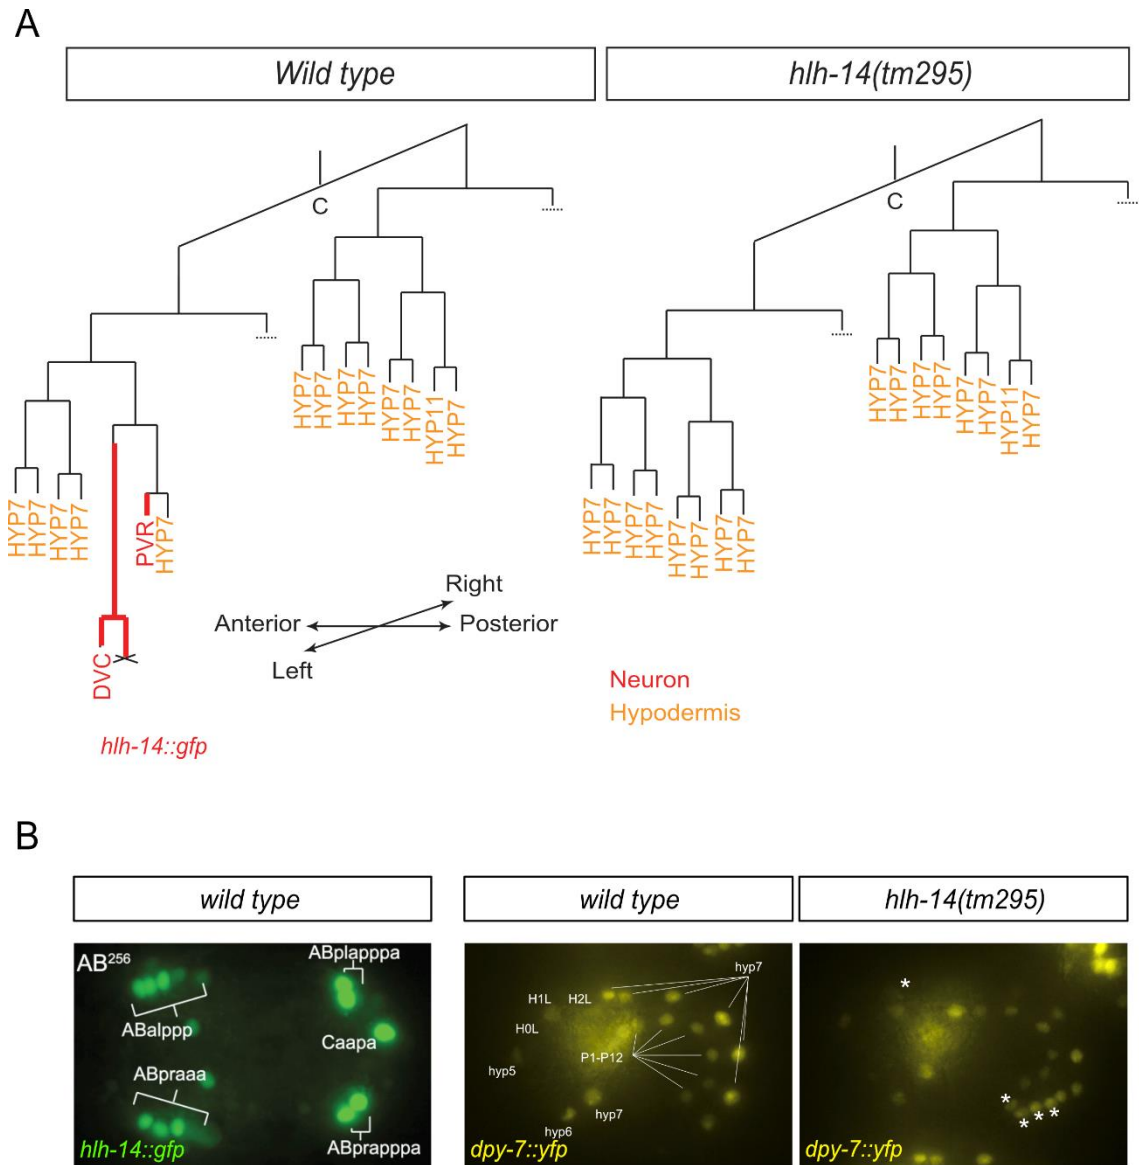 A
Wild type
hlh-14(tm295)
C
C
HYP7
HYP7
HYP7
HYP7
HYP7
HYP7
HYP11
HYP7
HYP7
HYP7
HYP7
HYP7
HYP7
HYP7
HYP11
HYP7
HYP7
HYP7
HYP7
HYP7
PVR
HYP7
DVC
HYP7
HYP7
HYP7
HYP7
HYP7
HYP7
HYP7
HYP7
Right
Anterior
Posterior
Left
Neuron
Hypodermis
hlh-14::gfp
B
wild type
wild type
hlh-14(tm295)
AB256
ABplapppa
ABalppp
Caapa
ABpraaa
ABprapppa
hlh-14::gfp
hyp7
H1L
H2L
H0L
P1-P12
hyp5
hyp7
hyp6
dpy-7::yfp
*
*
*
*
*
*
dpy-7::yfp